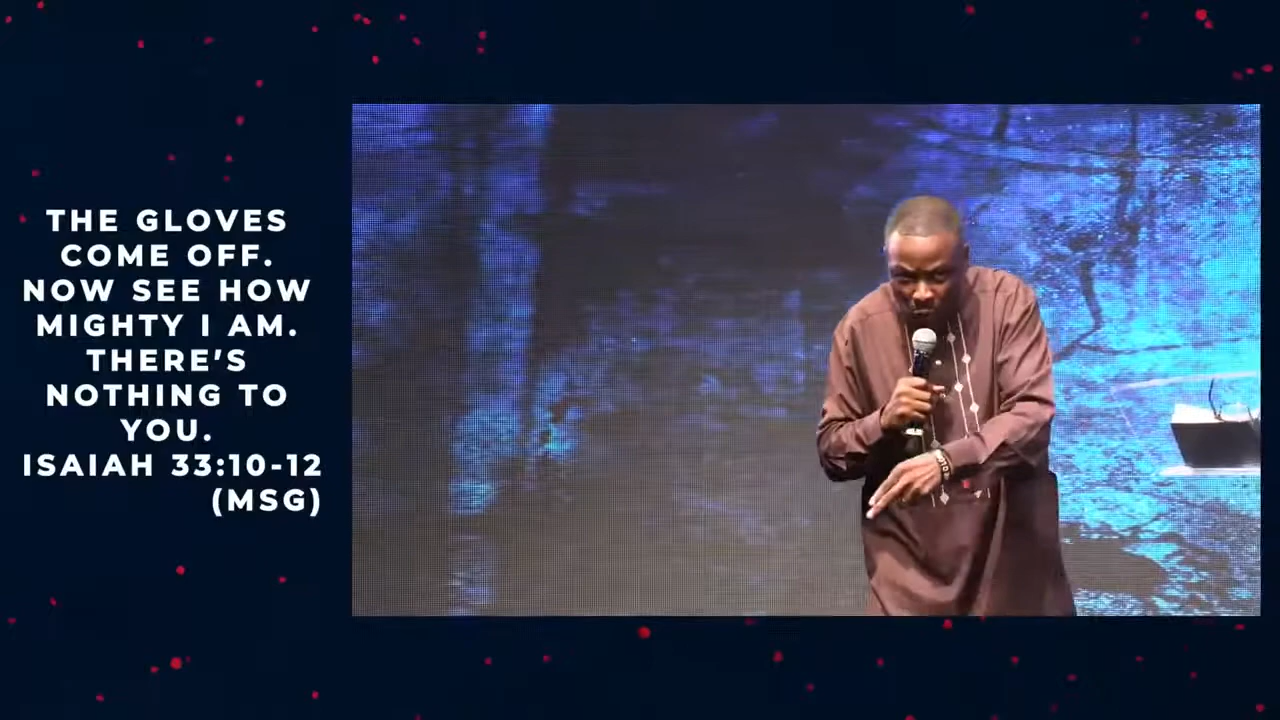 THE GLOVES
COME OFF.
NOW SEE HOW
MIGHTY I AM.
THERE'S
NOTHING TO
YOU.
ISAIAH 33:10-12
(MSG)